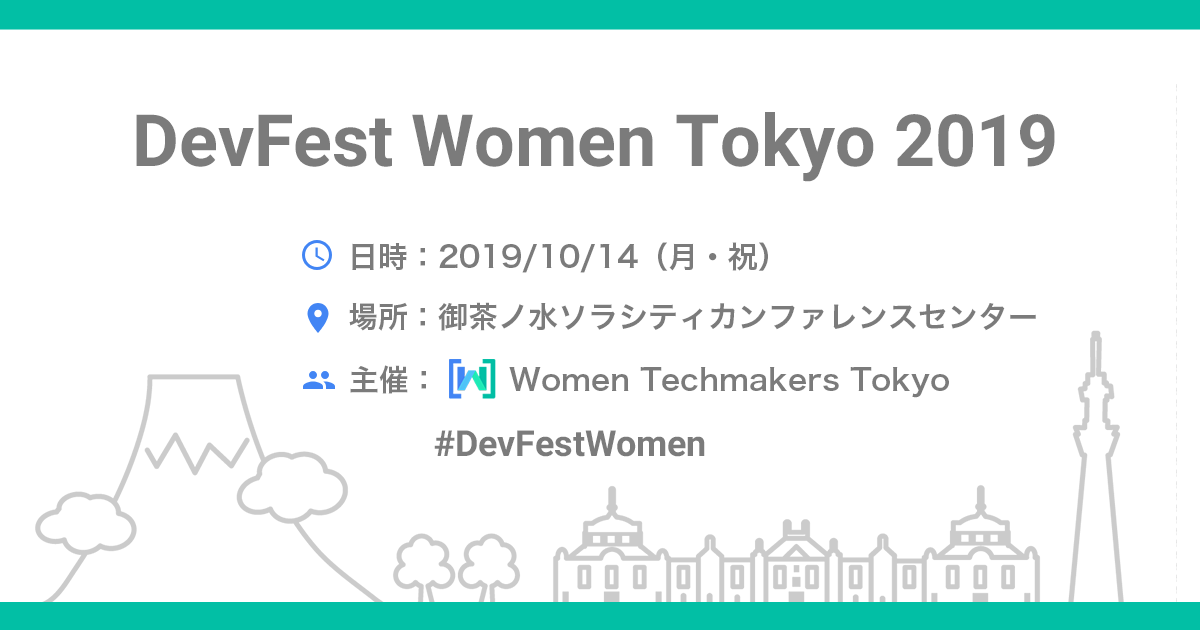 DevFest Women Tokyo 2019
日時：2019/10/14（月・祝）
場所：御茶ノ水ソラシティカンファレンスセンター
主催： [W] Women Techmakers Tokyo
#DevFestWomen